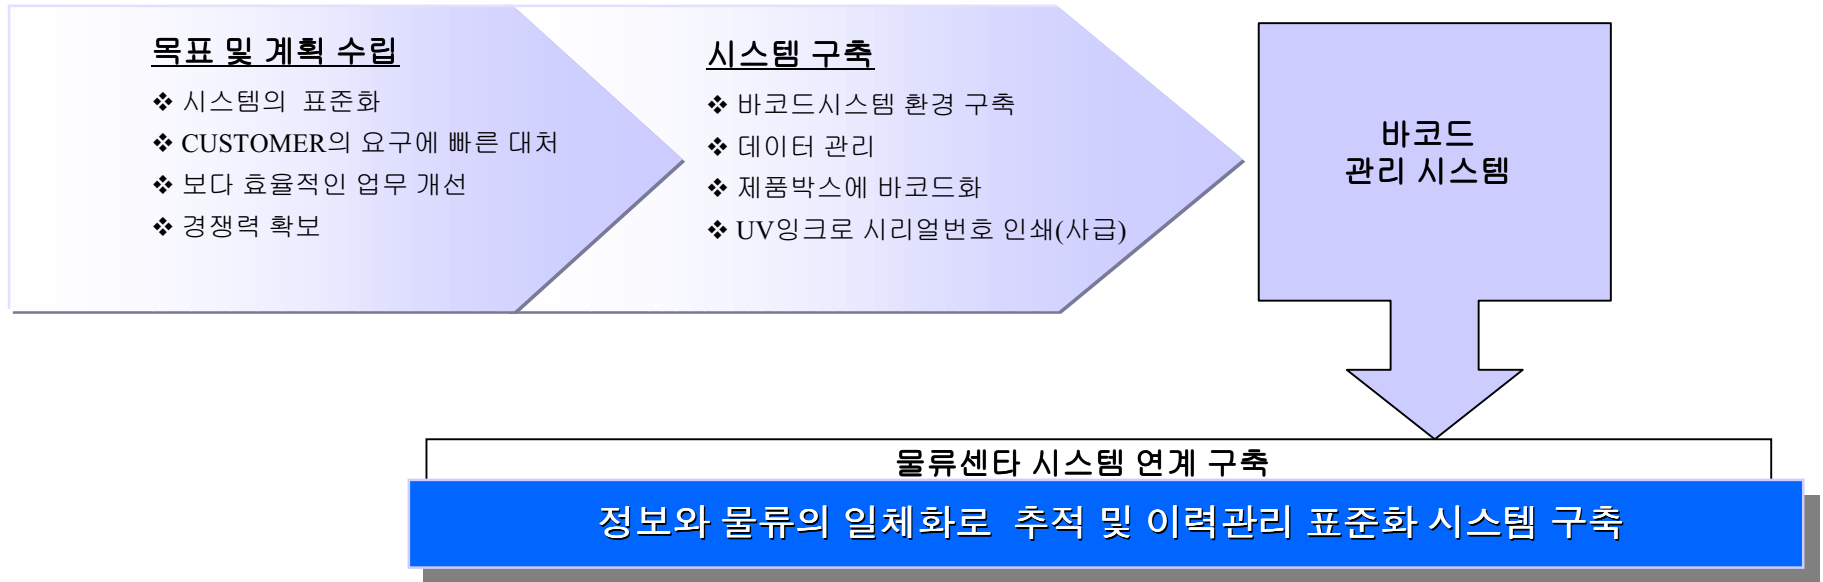 목표 및 계획 수립
❖ 시스템의 표준화
❖ CUSTOMER의 요구에 빠른 대처
❖ 보다 효율적인 업무 개선
❖ 경쟁력 확보
시스템 구축
❖ 바코드시스템 환경 구축
❖ 데이터 관리
❖ 제품박스에 바코드화
❖ UV잉크로 시리얼번호 인쇄(사급)
바코드
관리 시스템
물류센타 시스템 연계 구축
정보와 물류의 일체화로 추적 및 이력관리 표준화 시스템 구축